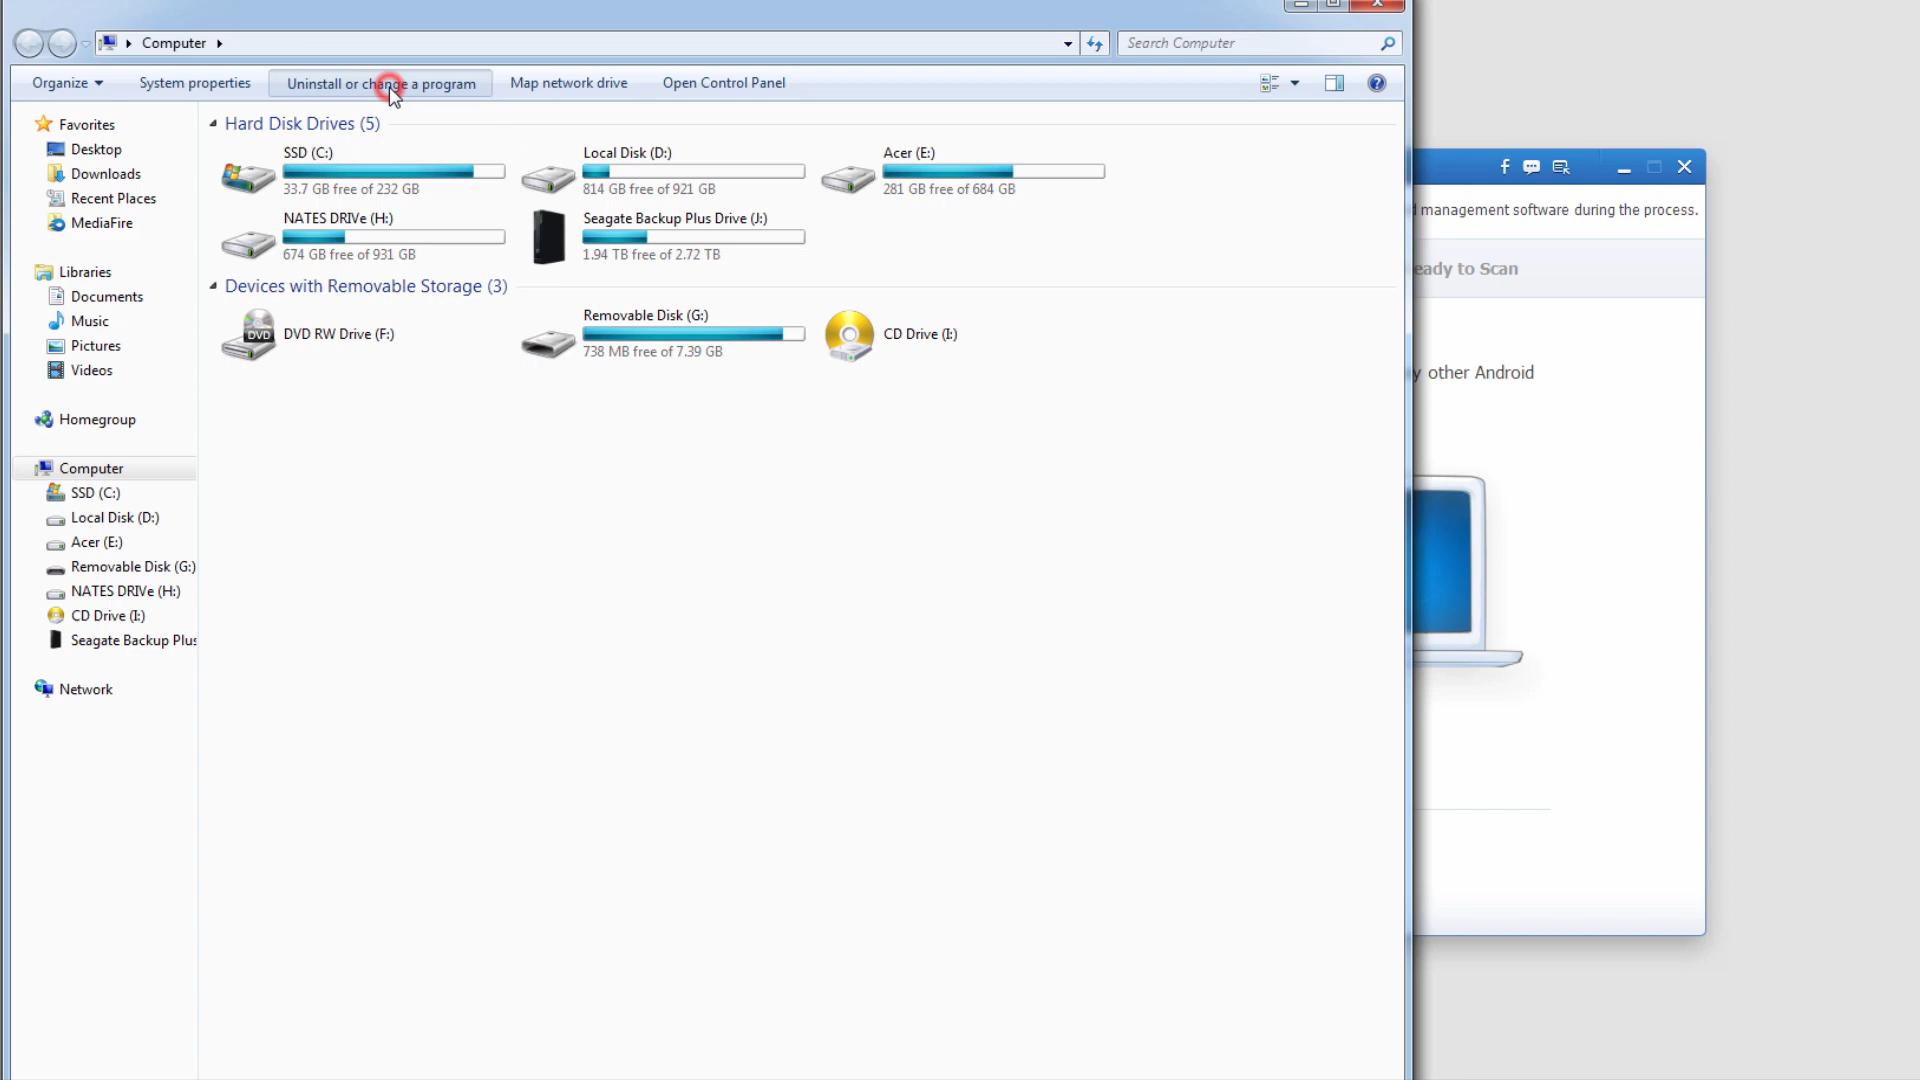 Computer
Search Computer
Organize
System properties
Uninstall or change a program
Map network drive
Open Control Panel
Favorites
Desktop
Downloads
Recent Places
MediaFire
Libraries
Documents
Music
Pictures
Videos
Homegroup
Computer
SSD (C:)
Local Disk (D:)
Acer (E:)
Removable Disk (G:)
NATES DRIVe (H:)
CD Drive (I:)
Seagate Backup Plus
Network
Hard Disk Drives (5)
SSD (C:)
33.7 GB free of 232 GB
Local Disk (D:)
814 GB free of 921 GB
Acer (E:)
281 GB free of 684 GB
NATES DRIVe (H:)
674 GB free of 931 GB
Seagate Backup Plus Drive (J:)
1.94 TB free of 2.72 TB
Devices with Removable Storage (3)
DVD
DVD RW Drive (F:)
Removable Disk (G:)
738 MB free of 7.39 GB
CD Drive (I:)
management software during the process.
eady to Scan
y other Android